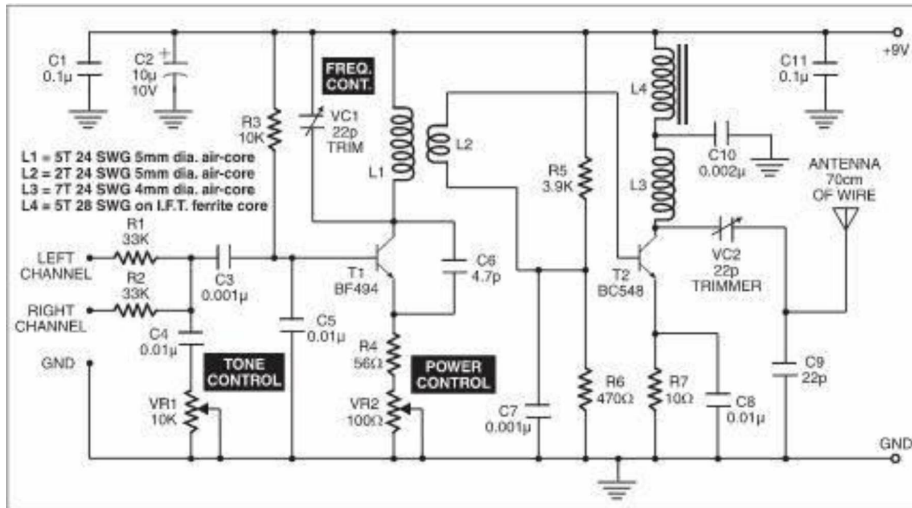 C1
0.1µ
C2
10µ
10V
+
FREQ.
CONT.
VC1
22p
TRIM
R3
10K
L1
L2
R5
3.9K
L4
L3
C10
0.002µ
C11
0.1µ
+9V
ANTENNA
70cm
OF WIRE
L1 = 5T 24 SWG 5mm dia. air-core
L2 = 2T 24 SWG 5mm dia. air-core
L3 = 7T 24 SWG 4mm dia. air-core
L4 = 5T 28 SWG on I.F.T. ferrite core
R1
33K
LEFT
CHANNEL
R2
33K
RIGHT
CHANNEL
GND
C3
0.001µ
C4
0.01µ
C5
0.01µ
T1
BF494
C6
4.7p
T2
BC548
VC2
22p
TRIMMER
TONE
CONTROL
VR1
10K
R4
56Ω
POWER
CONTROL
VR2
100Ω
C7
0.001µ
R6
470Ω
R7
10Ω
C8
0.01µ
C9
22p
GND